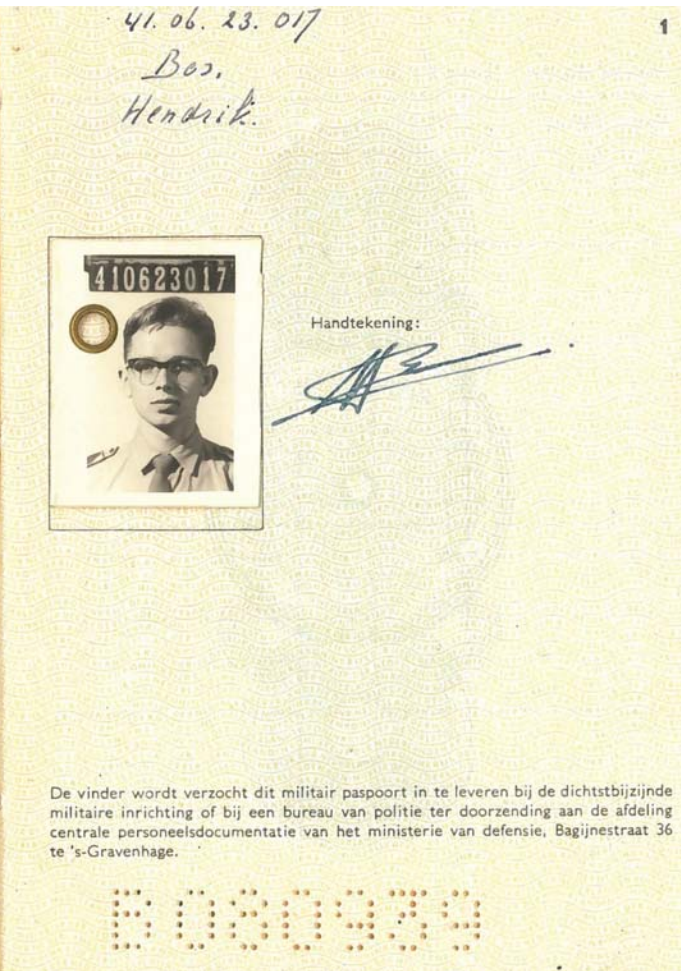 41. 06. 23. 017
1
Bos,
Hendrik.
410623017
Handtekening:
De vinder wordt verzocht dit militair paspoort in te leveren bij de dichtstbijzijnde
militaire inrichting of bij een bureau van politie ter doorzending aan de afdeling
centrale personeelsdocumentatie van het ministerie van defensie, Bagijnestraat 36
te 's-Gravenhage.
B 080939